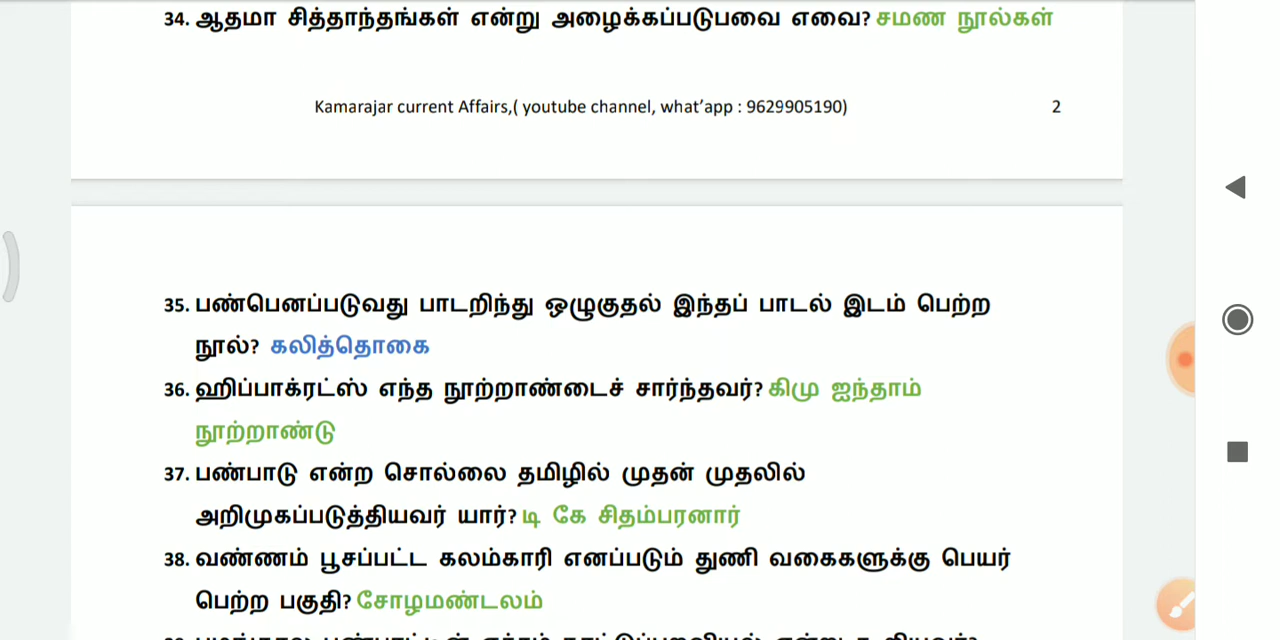 34. ஆதமா சித்தாந்தங்கள் என்று அழைக்கப்படுபவை எவை? சமண நூல்கள்
Kamarajar current Affairs,( youtube channel, what’app : 9629905190) 2
35. பண்பெனப்படுவது பாடறிந்து ஒழுகுதல் இந்தப் பாடல் இடம் பெற்ற
நூல்? கலித்தொகை
36. ஹிப்பாக்ரட்ஸ் எந்த நூற்றாண்டைச் சார்ந்தவர்? கிமு ஐந்தாம்
நூற்றாண்டு
37. பண்பாடு என்ற சொல்லை தமிழில் முதன் முதலில்
அறிமுகப்படுத்தியவர் யார்? டி கே சிதம்பரனார்
38. வண்ணம் பூசப்பட்ட கலம்காரி எனப்படும் துணி வகைகளுக்கு பெயர்
பெற்ற பகுதி? சோழமண்டலம்